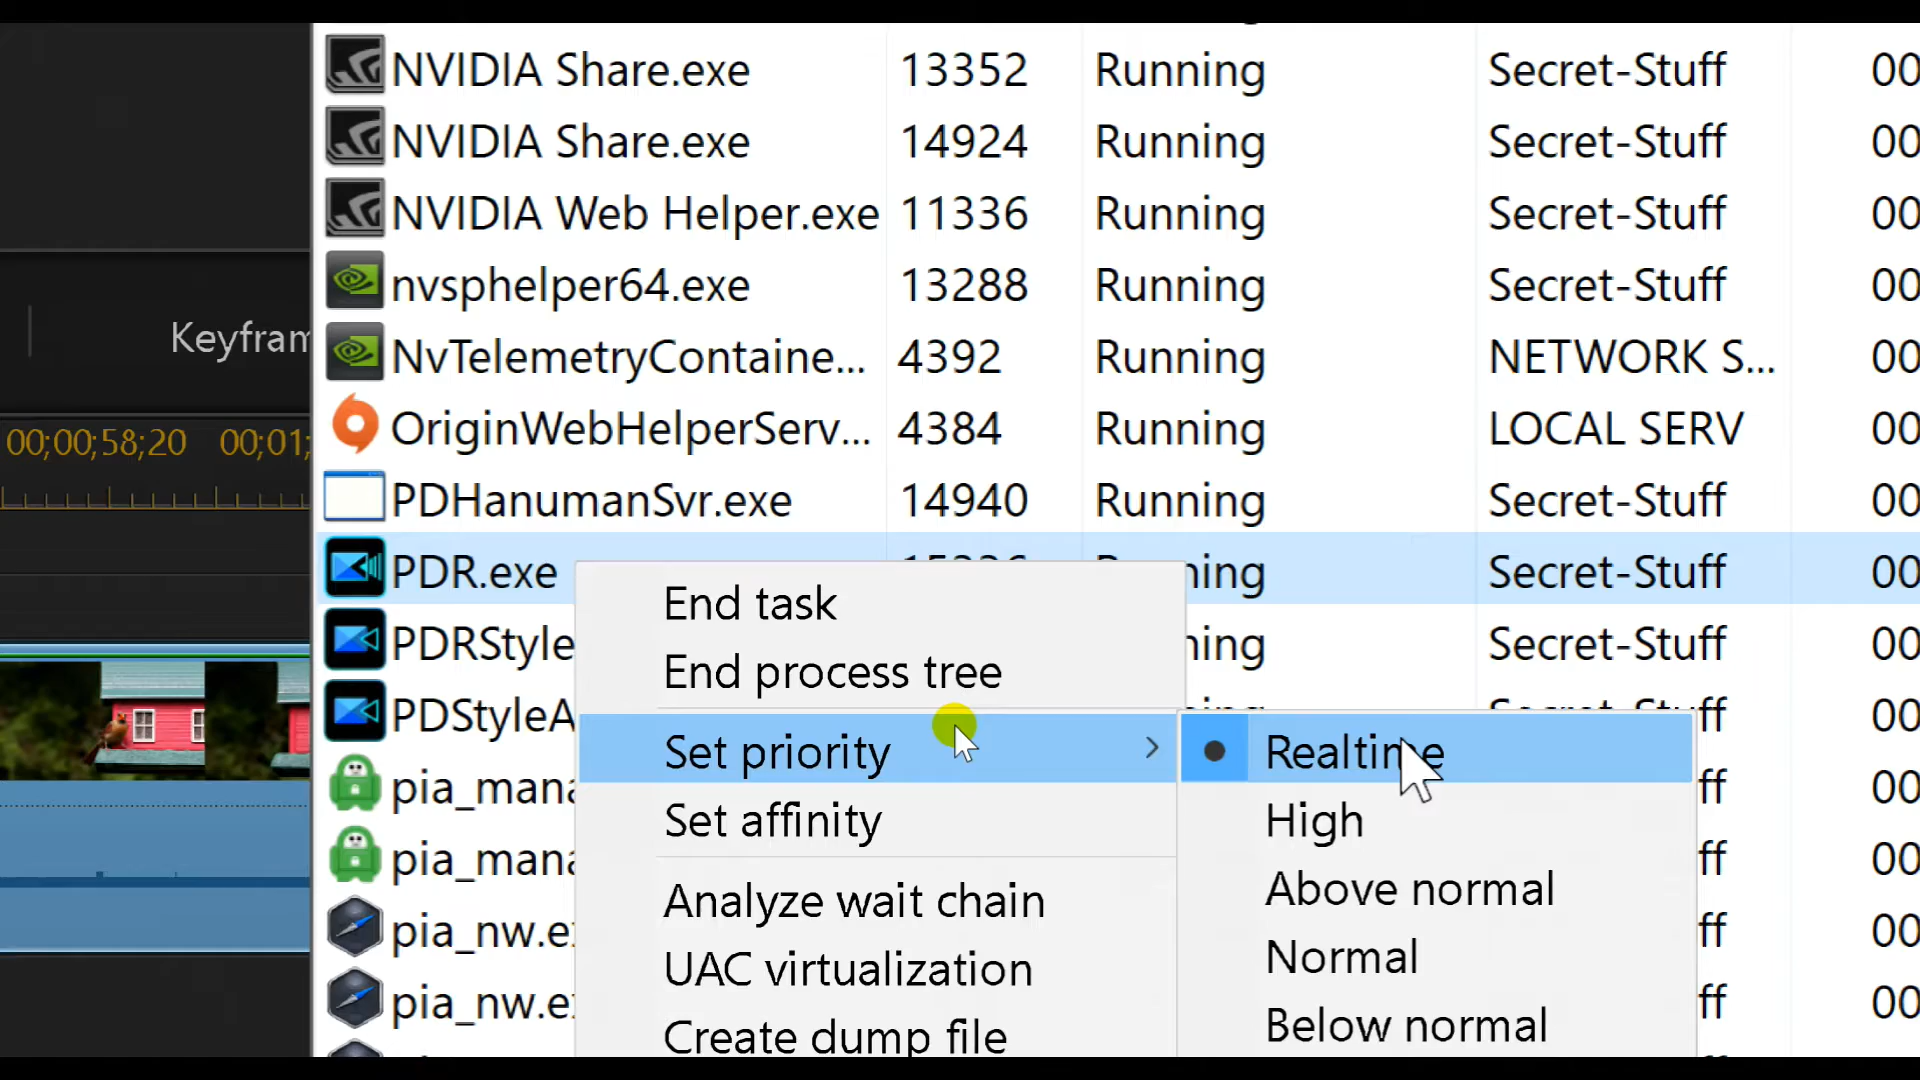 NVIDIA Share.exe 13352 Running Secret-Stuff 00
NVIDIA Share.exe 14924 Running Secret-Stuff 00
NVIDIA Web Helper.exe 11336 Running Secret-Stuff 00
nvsphelper64.exe 13288 Running Secret-Stuff 00
Keyfram
NvTelemetryContaine... 4392 Running NETWORK S... 00
00;00;58;20 00;01;
OriginWebHelperServ... 4384 Running LOCAL SERV 00
PDHanumanSvr.exe 14940 Running Secret-Stuff 00
PDR.exe ning Secret-Stuff 00
End task
PDRStyle ning Secret-Stuff 00
End process tree
PDStyleA ff 00
Set priority
Realtime
pia_mana ff 00
Set affinity
High
pia_mana ff 00
Analyze wait chain
Above normal
pia_nw.e ff 00
UAC virtualization
Normal
pia_nw.e ff 00
Create dump file
Below normal